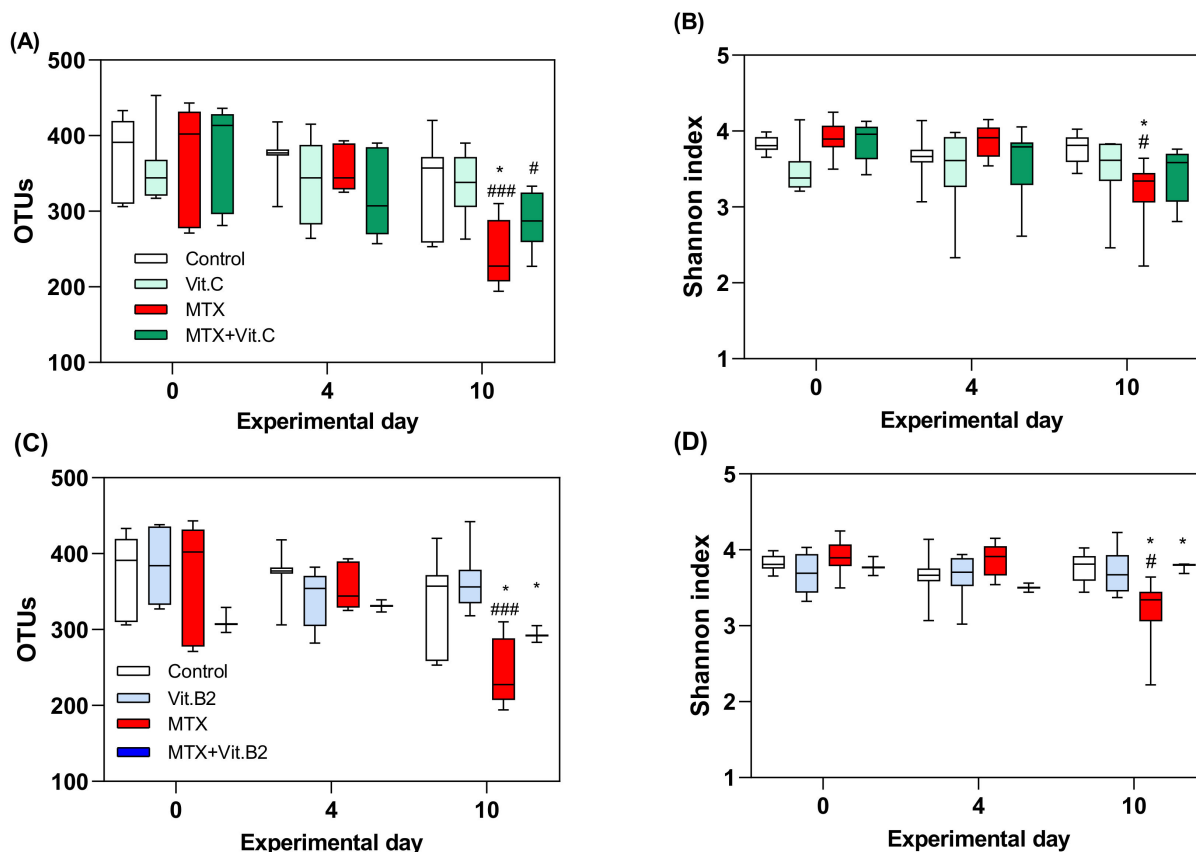 (A)
500
400
300
200
100
OTUs
*
###
#
Control
Vit.C
MTX
MTX+Vit.C
0 4 10
Experimental day
(B)
5
4
3
2
1
Shannon index
*
#
0 4 10
Experimental day
(C)
500
400
300
200
100
OTUs
* *
###
Control
Vit.B2
MTX
MTX+Vit.B2
0 4 10
Experimental day
(D)
5
4
3
2
1
Shannon index
* *
#
0 4 10
Experimental day